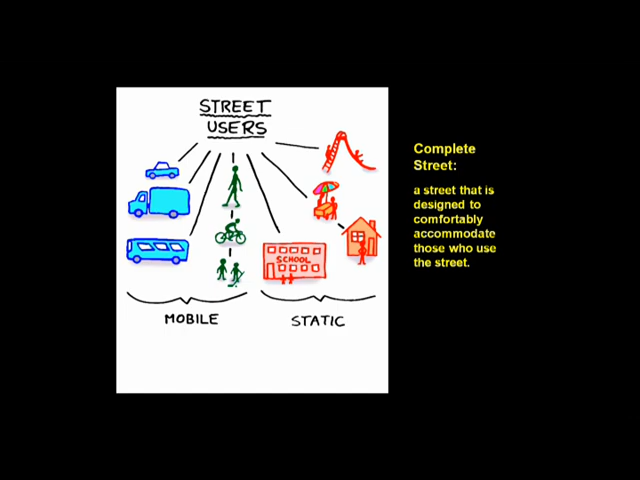 STREET
USERS
SCHOOL
MOBILE
STATIC
Complete
Street:
a street that is
designed to
comfortably
accommodate
those who use
the street.